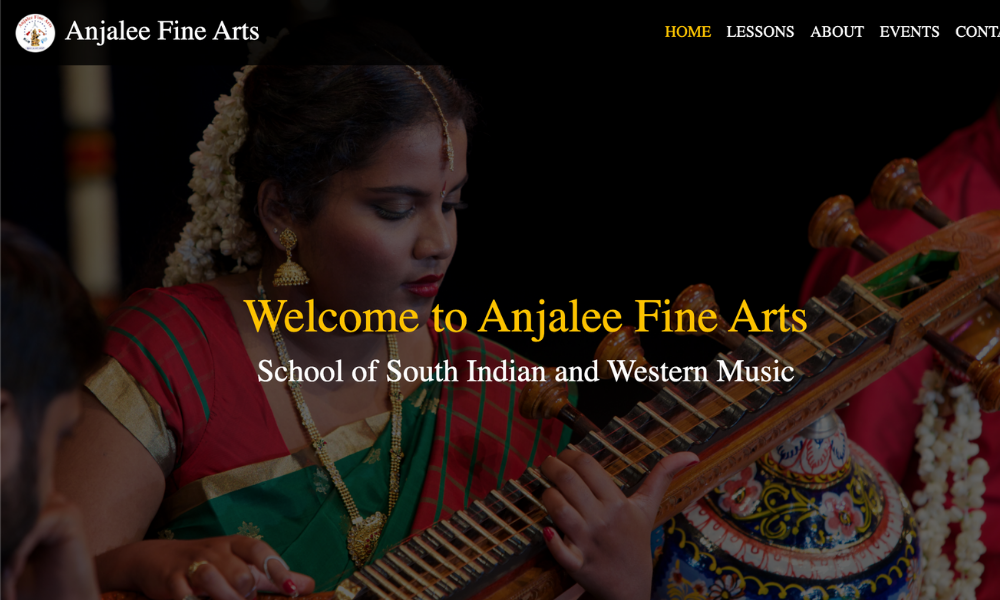 Anjalee Fine Arts
HOME LESSONS ABOUT EVENTS
Welcome to Anjalee Fine Arts
School of South Indian and Western Music